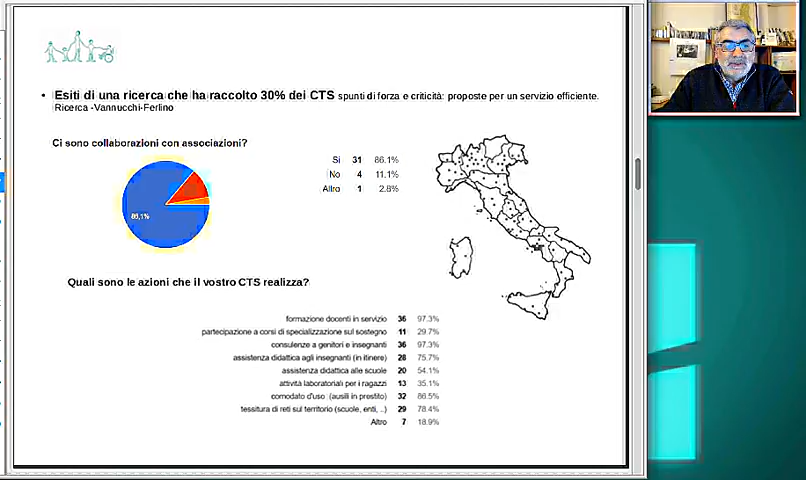 • Esiti di una ricerca che ha raccolto 30% dei CTS spunti di forza e criticità: proposte per un servizio efficiente.
Ricerca -Vannucchi-Ferlino
Ci sono collaborazioni con associazioni?
Si 31 86.1%
No 4 11.1%
Altro 1 2.8%
86,1%
Quali sono le azioni che il vostro CTS realizza?
formazione docenti in servizio 36 97.3%
partecipazione a corsi di specializzazione sul sostegno 11 29.7%
consulenze a genitori e insegnanti 36 97.3%
assistenza didattica agli insegnanti (in itinere) 28 75.7%
assistenza didattica alle scuole 20 54.1%
attività laboratoriali per i ragazzi 13 35.1%
comodato d'uso (ausili in prestito) 32 86.5%
tessitura di reti sul territorio (scuole, enti, ..) 29 78.4%
Altro 7 18.9%